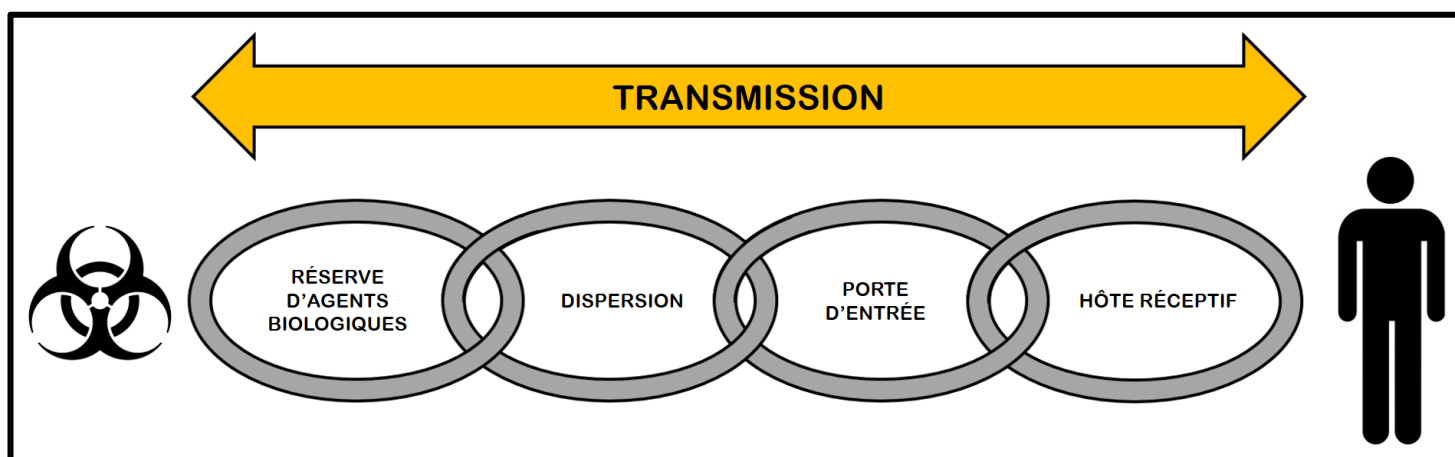 TRANSMISSION
RÉSERVE
D'AGENTS
BIOLOGIQUES
DISPERSION
PORTE
D'ENTRÉE
HÔTE RÉCEPTIF